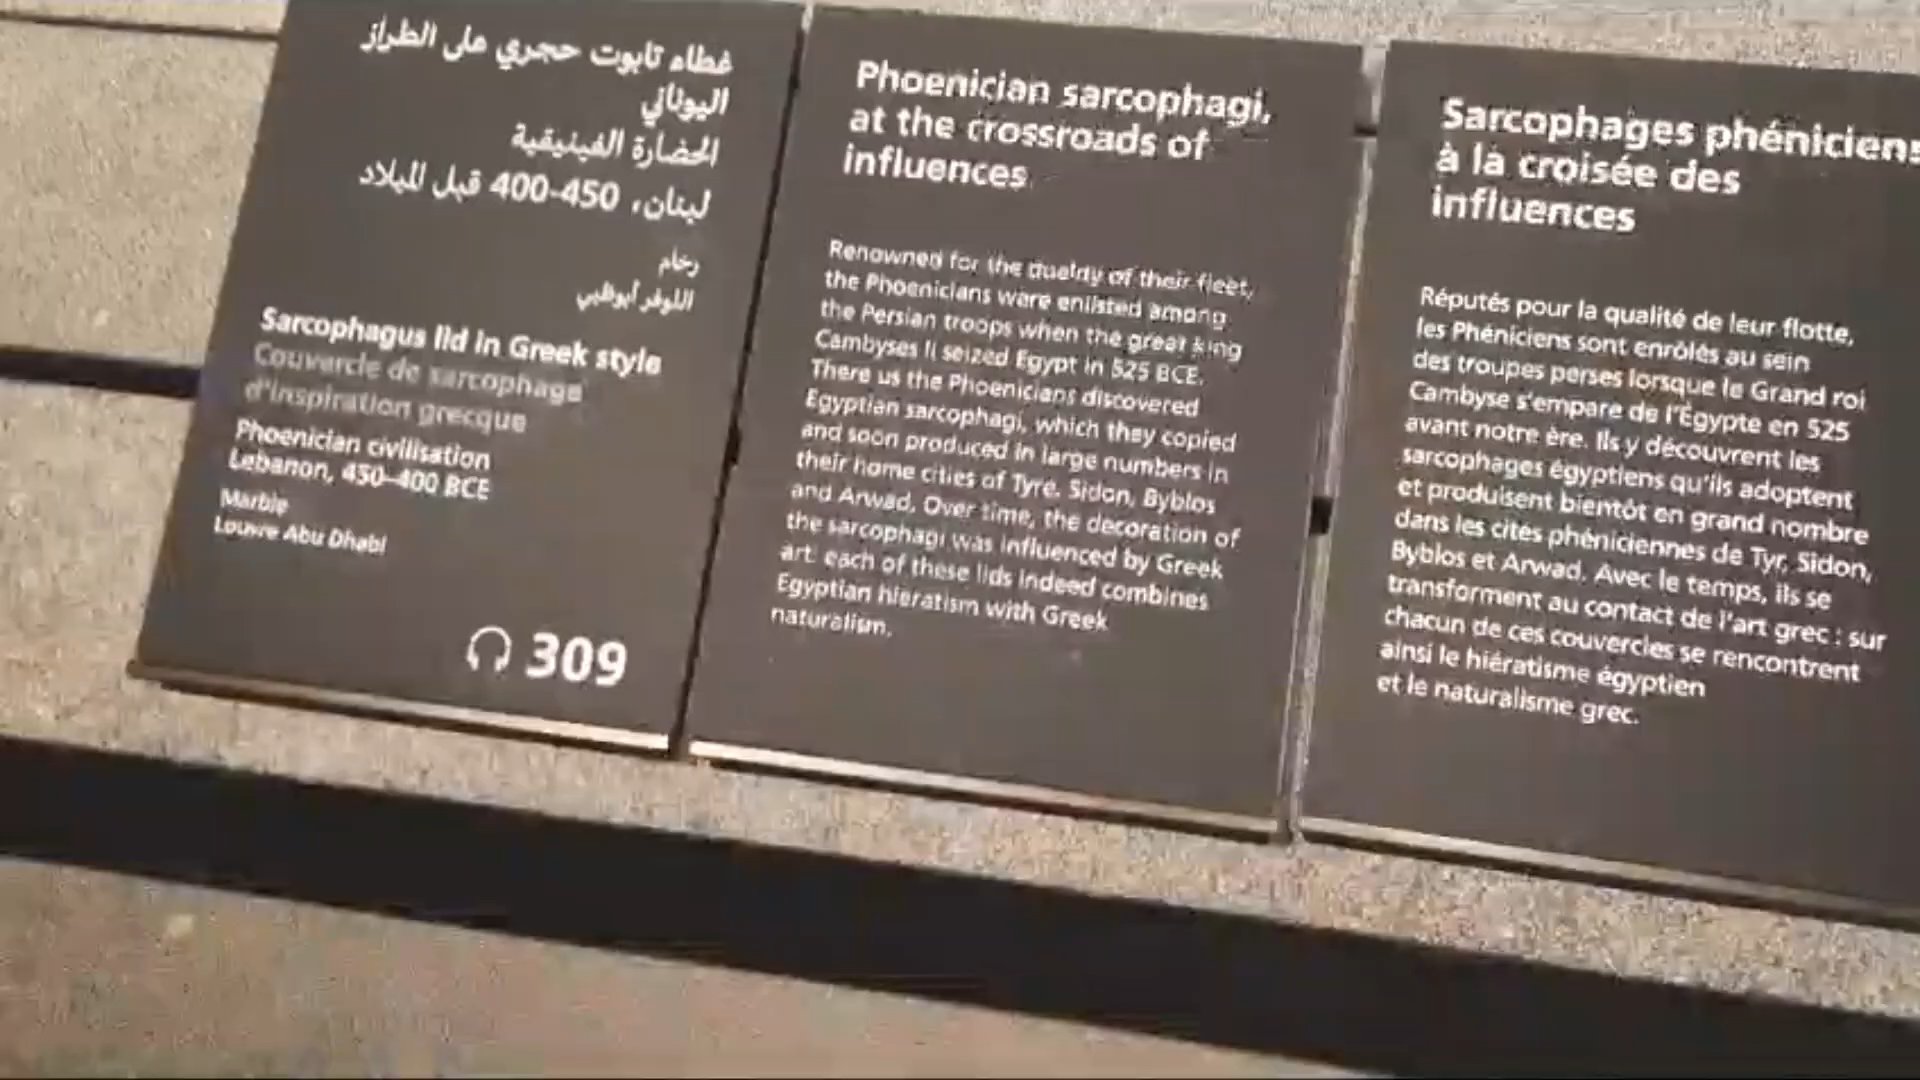 غطاء تابوت حجري على الطراز
اليوناني
الحضارة الفينيقية
لبنان، 450-400 قبل الميلاد
رخام
اللوفر أبوظبي
Sarcophagus lid in Greek style
Couvercle de sarcophage
d'inspiration grecque
Phoenician civilisation
Lebanon, 450–400 BCE
Marble
Louvre Abu Dhabi
309
Phoenician sarcophagi,
at the crossroads of
influences
Renowned for the quality of their fleet,
the Phoenicians were enlisted among
the Persian troops when the great king
Cambyses II seized Egypt in 525 BCE.
There us the Phoenicians discovered
Egyptian sarcophagi, which they copied
and soon produced in large numbers in
their home cities of Tyre, Sidon, Byblos
and Arwad. Over time, the decoration of
the sarcophagi was influenced by Greek
art: each of these lids indeed combines
Egyptian hieratism with Greek
naturalism.
Sarcophages phéniciens
à la croisée des
influences
Réputés pour la qualité de leur flotte,
les Phéniciens sont enrôlés au sein
des troupes perses lorsque le Grand roi
Cambyse s'empare de l'Égypte en 525
avant notre ère. Ils y découvrent les
sarcophages égyptiens qu'ils adoptent
et produisent bientôt en grand nombre
dans les cités phéniciennes de Tyr, Sidon,
Byblos et Arwad. Avec le temps, ils se
transforment au contact de l'art grec : sur
chacun de ces couvercles se rencontrent
ainsi le hiératisme égyptien
et le naturalisme grec.